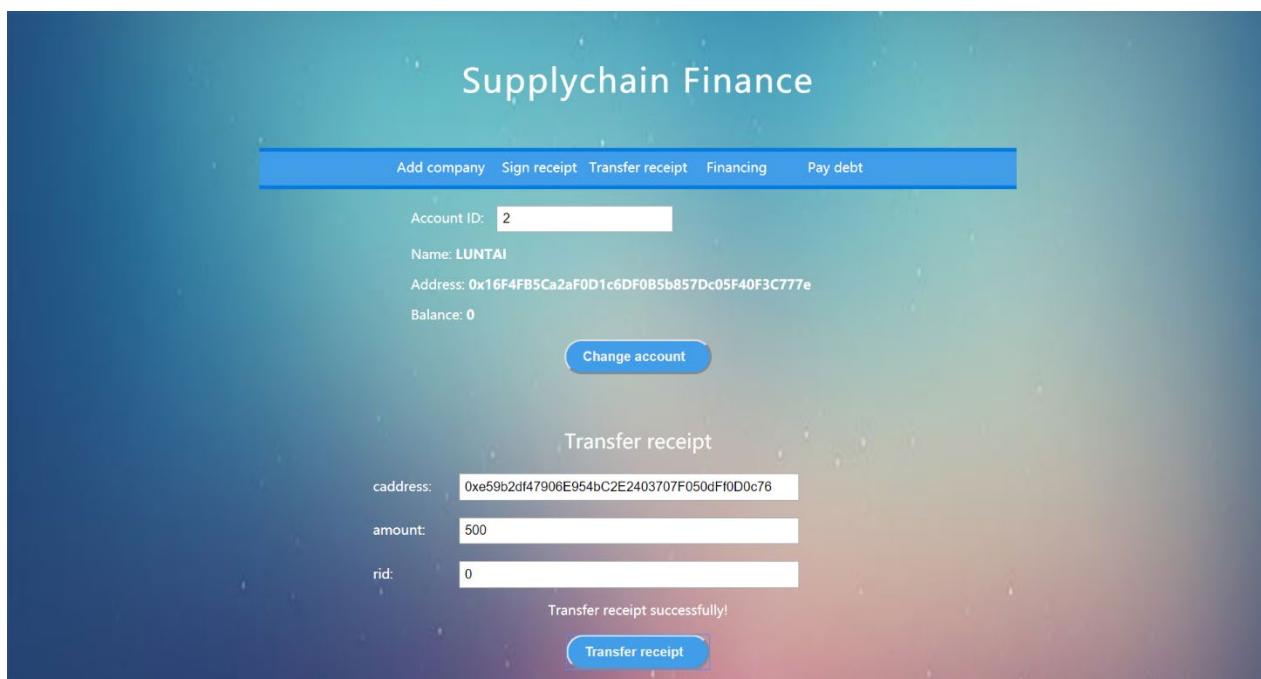 Supplychain Finance
Add company Sign receipt Transfer receipt Financing Pay debt
Account ID: 2
Name: LUNTAI
Address: 0x16F4FB5Ca2aF0D1c6DF0B5b857Dc05F40F3C777e
Balance: 0
Change account
Transfer receipt
caddress: 0xe59b2df47906E954bC2E2403707F050dFf0D0c76
amount: 500
rid: 0
Transfer receipt successfully!
Transfer receipt